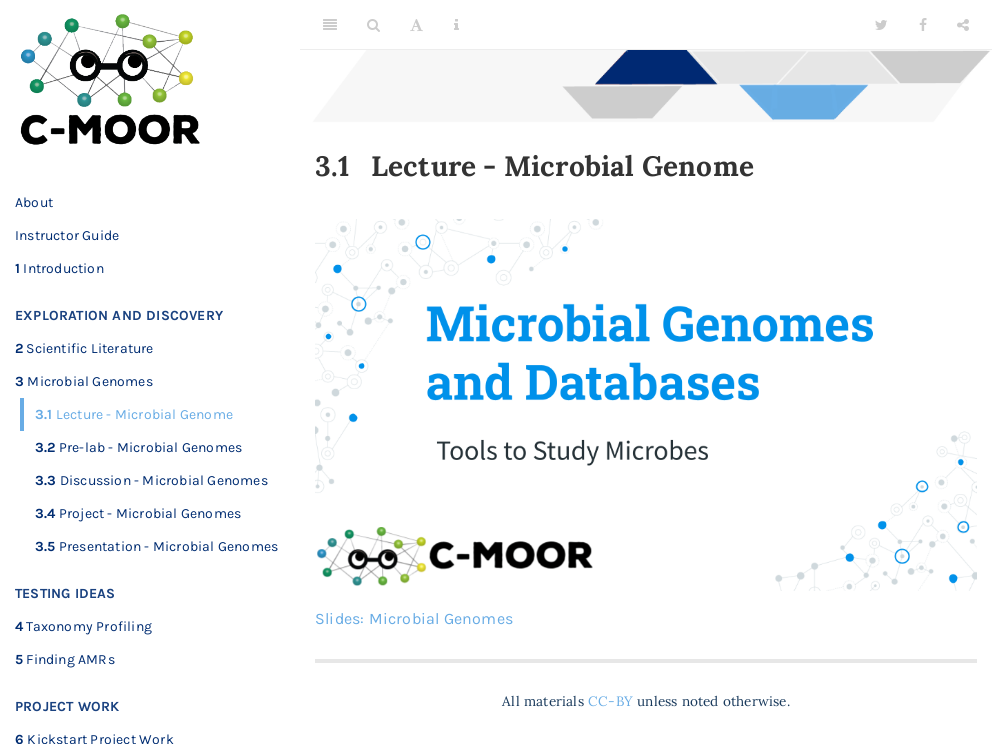 C-MOOR
About
Instructor Guide
1 Introduction
EXPLORATION AND DISCOVERY
2 Scientific Literature
3 Microbial Genomes
3.1 Lecture - Microbial Genome
3.2 Pre-lab - Microbial Genomes
3.3 Discussion - Microbial Genomes
3.4 Project - Microbial Genomes
3.5 Presentation - Microbial Genomes
TESTING IDEAS
4 Taxonomy Profiling
5 Finding AMRs
PROJECT WORK
6 Kickstart Project Work
A
3.1 Lecture - Microbial Genome
Microbial Genomes
and Databases
Tools to Study Microbes
C-MOOR
Slides: Microbial Genomes
All materials CC-BY unless noted otherwise.